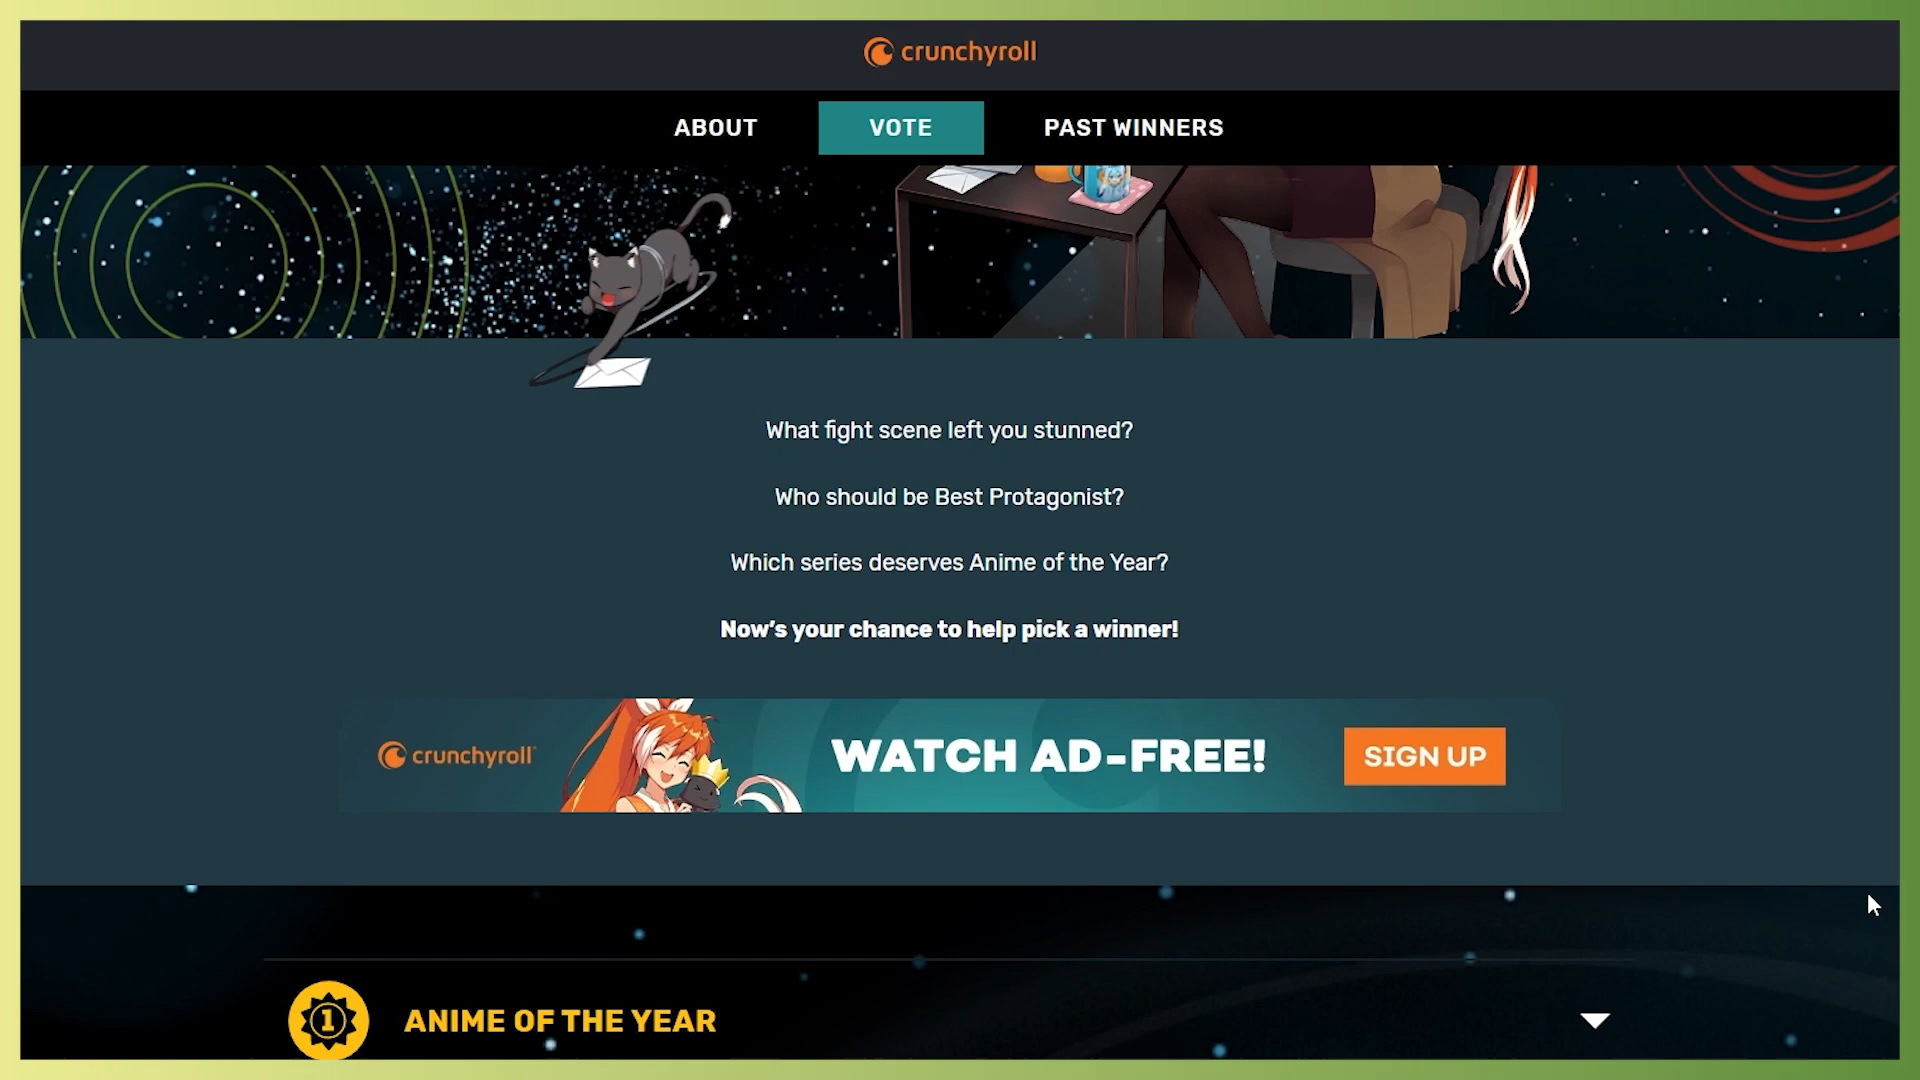 crunchyroll
ABOUT
VOTE
PAST WINNERS
What fight scene left you stunned?
Who should be Best Protagonist?
Which series deserves Anime of the Year?
Now’s your chance to help pick a winner!
crunchyroll
WATCH AD-FREE!
SIGN UP
1
ANIME OF THE YEAR